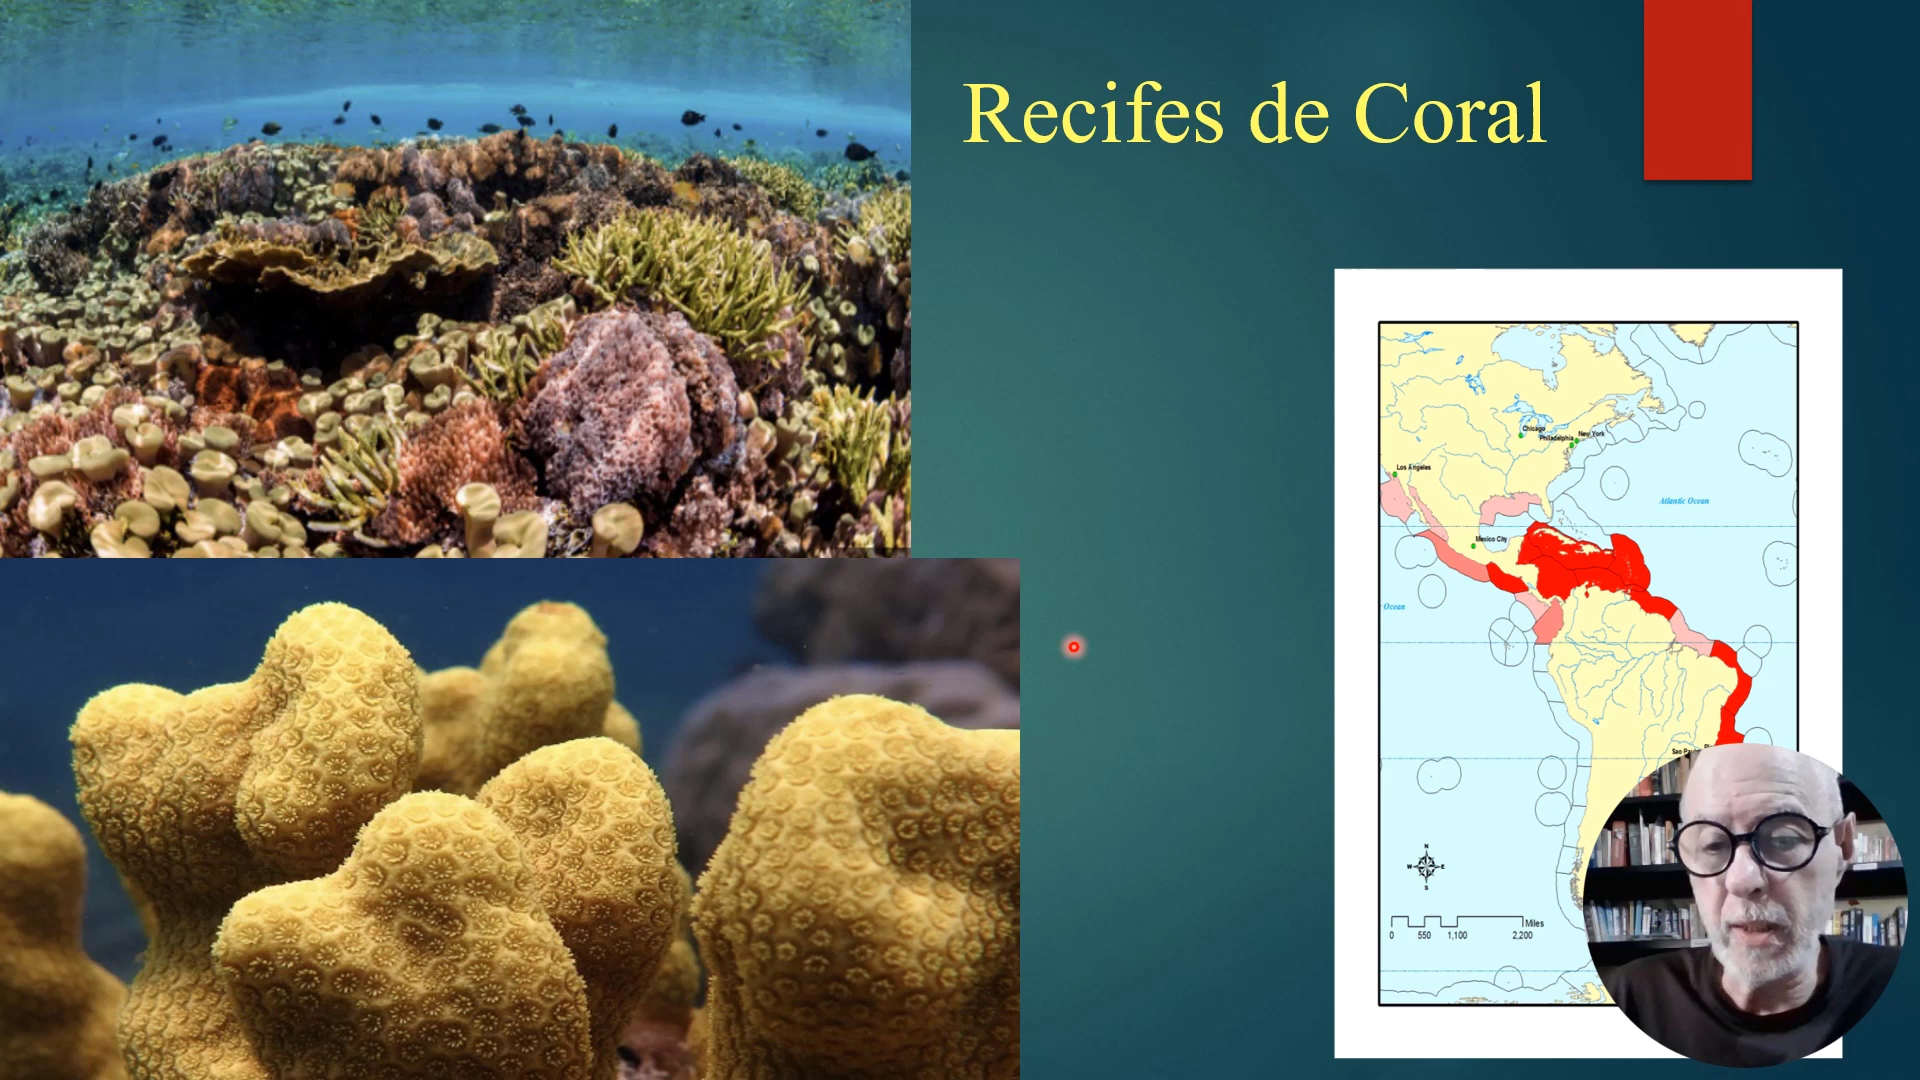 Recifes de Coral
Chicago
New York
Philadelphia
Los Angeles
Atlantic Ocean
Mexico City
Ocean
N
W E
S
Miles
0 550 1,100 2,200